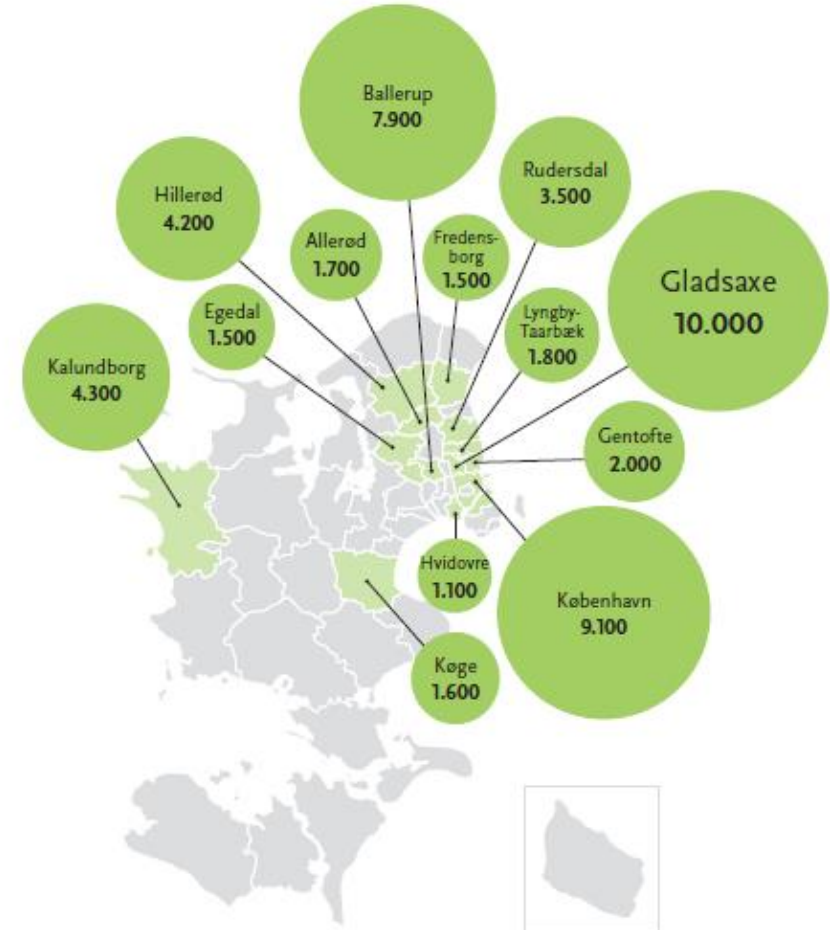 Ballerup
7.900
Rudersdal
3.500
Hillerød
4.200
Allerød
1.700
Fredens-
borg
1.500
Gladsaxe
10.000
Egedal
1.500
Lyngby-
Taarbæk
1.800
Kalundborg
4.300
Gentofte
2.000
Hvidovre
1.100
København
9.100
Køge
1.600